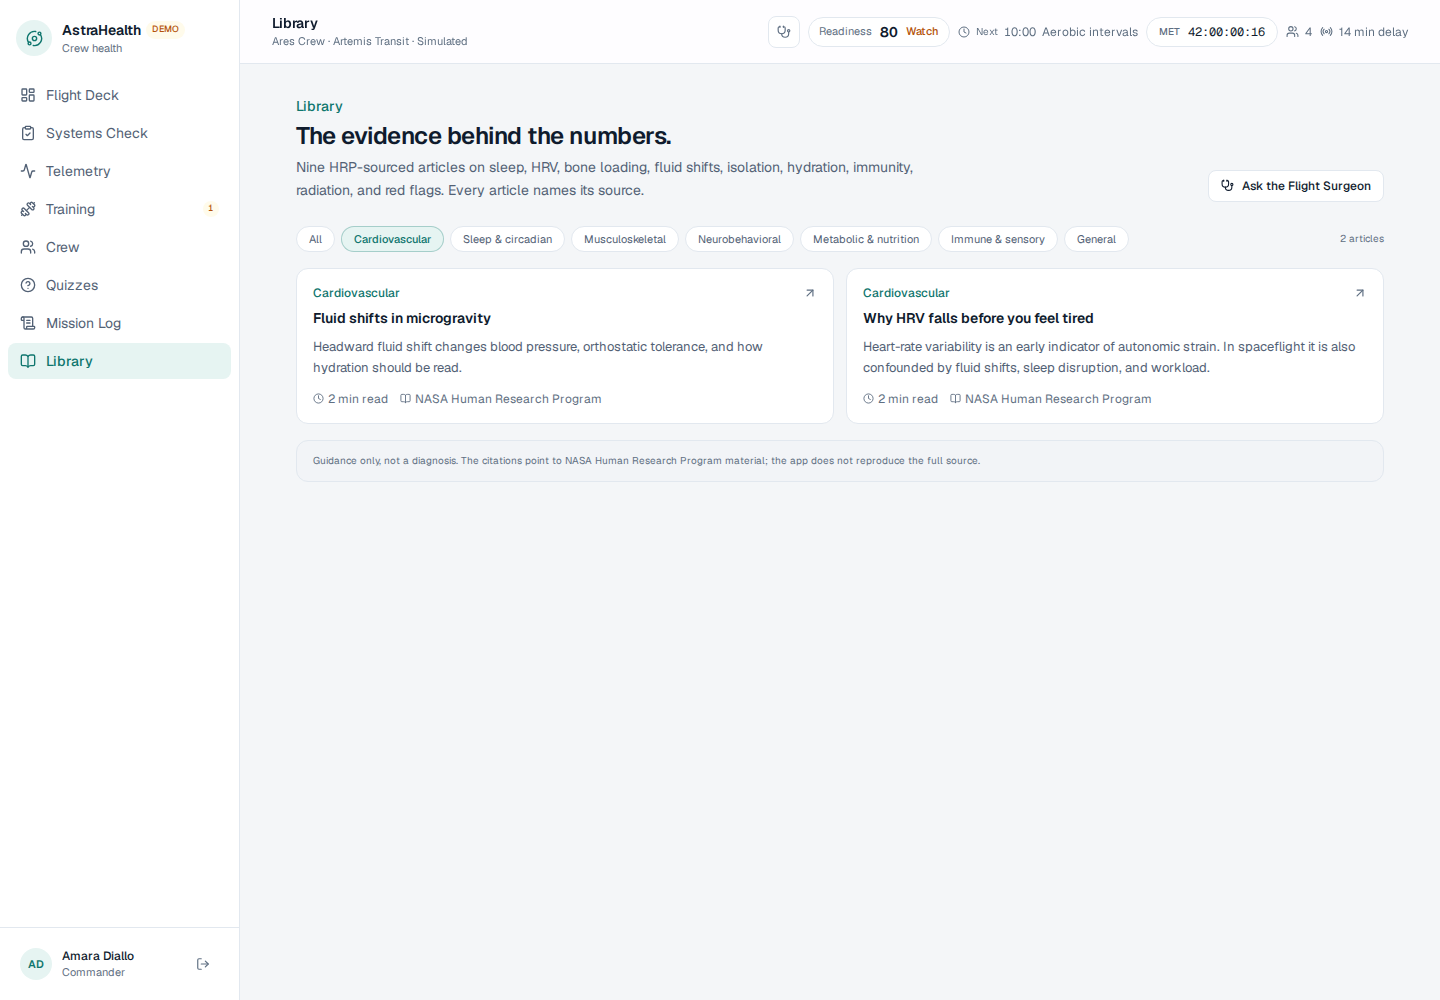 AstraHealth DEMO
Crew health
Flight Deck
Systems Check
Telemetry
Training 1
Crew
Quizzes
Mission Log
Library
AD
Amara Diallo
Commander
Library
Ares Crew · Artemis Transit · Simulated
Readiness 80 Watch
Next 10:00 Aerobic intervals
MET 42:00:00:16
4
14 min delay
Library
The evidence behind the numbers.
Nine HRP-sourced articles on sleep, HRV, bone loading, fluid shifts, isolation, hydration, immunity,
radiation, and red flags. Every article names its source.
Ask the Flight Surgeon
All
Cardiovascular
Sleep & circadian
Musculoskeletal
Neurobehavioral
Metabolic & nutrition
Immune & sensory
General
2 articles
Cardiovascular
Fluid shifts in microgravity
Headward fluid shift changes blood pressure, orthostatic tolerance, and how
hydration should be read.
2 min read NASA Human Research Program
Cardiovascular
Why HRV falls before you feel tired
Heart-rate variability is an early indicator of autonomic strain. In spaceflight it is also
confounded by fluid shifts, sleep disruption, and workload.
2 min read NASA Human Research Program
Guidance only, not a diagnosis. The citations point to NASA Human Research Program material; the app does not reproduce the full source.